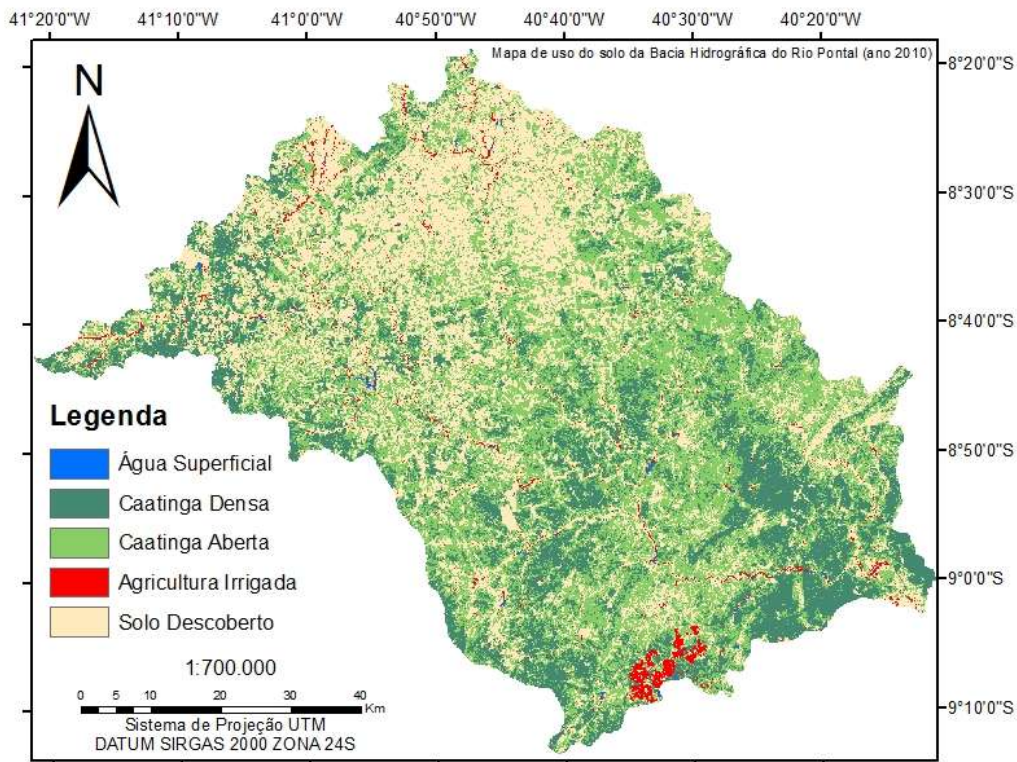 41°20'0"W 41°10'0"W 41°00'0"W 40°50'0"W 40°40'0"W 40°30'0"W 40°20'0"W
Mapa de uso do solo da Bacia Hidrográfica do Rio Pontal (ano 2010)
8°20'0"S
N
8°30'0"S
8°40'0"S
Legenda
8°50'0"S
Água Superficial
Caatinga Densa
Caatinga Aberta
Agricultura Irrigada
9°0'0"S
Solo Descoberto
1:700.000
0 5 10 20 30 40
Km
9°10'0"S
Sistema de Projeção UTM
DATUM SIRGAS 2000 ZONA 24S